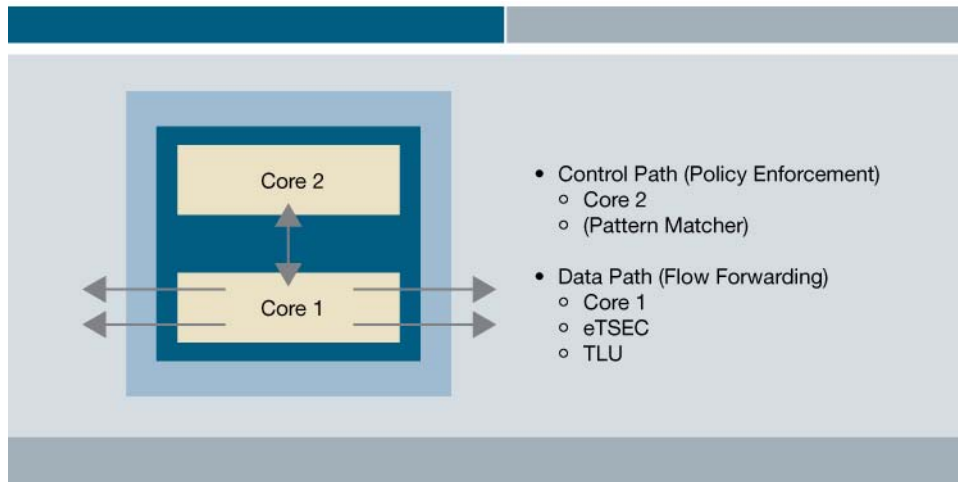 Core 2
Core 1
• Control Path (Policy Enforcement)
○ Core 2
○ (Pattern Matcher)
• Data Path (Flow Forwarding)
○ Core 1
○ eTSEC
○ TLU